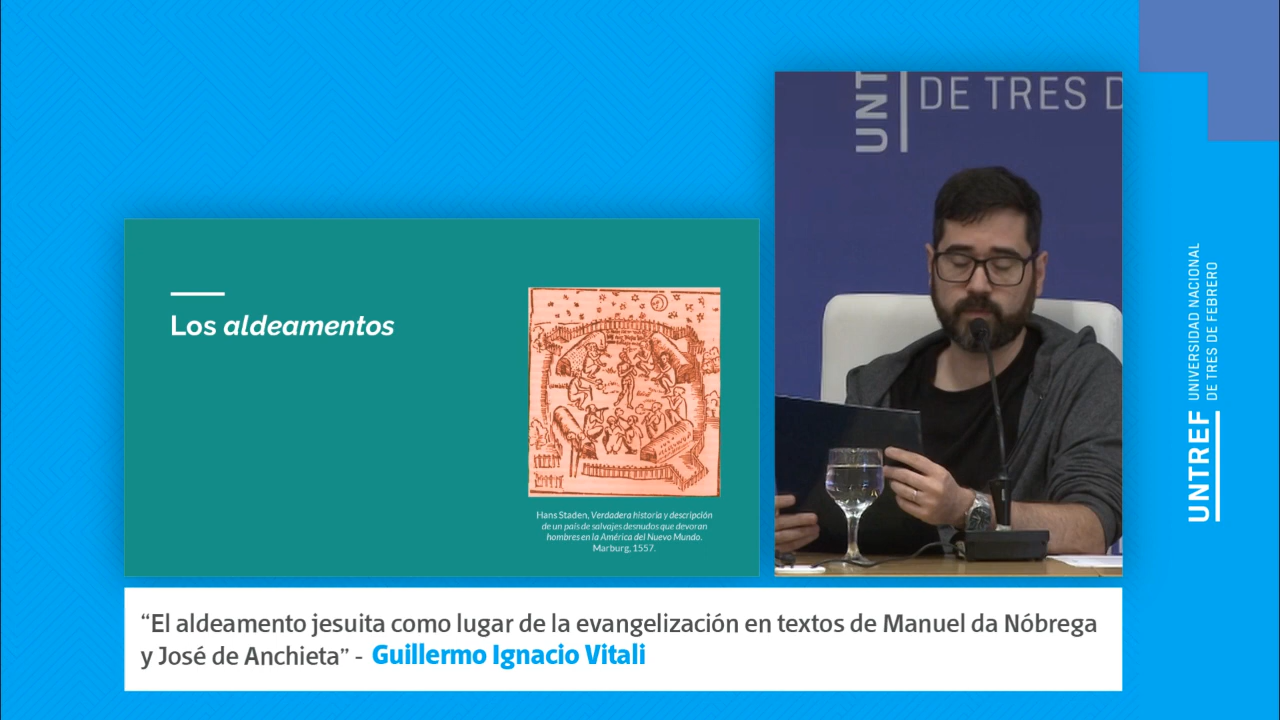 UNT
DE TRES D
Los aldeamentos
Hans Staden, Verdadera historia y descripción
de un país de salvajes desnudos que devoran
hombres en la América del Nuevo Mundo.
Marburg, 1557.
“El aldeamento jesuita como lugar de la evangelización en textos de Manuel da Nóbrega
y José de Anchieta” - Guillermo Ignacio Vitali
UNTREF
UNIVERSIDAD NACIONAL
DE TRES DE FEBRERO